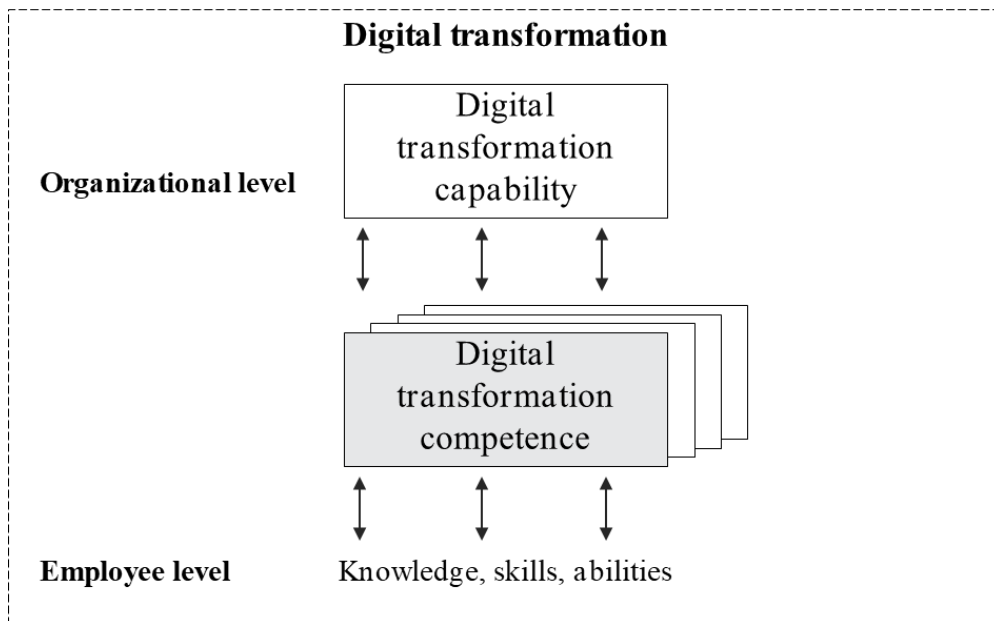 Digital transformation
Digital
transformation
capability
Organizational level
Digital
transformation
competence
Employee level
Knowledge, skills, abilities